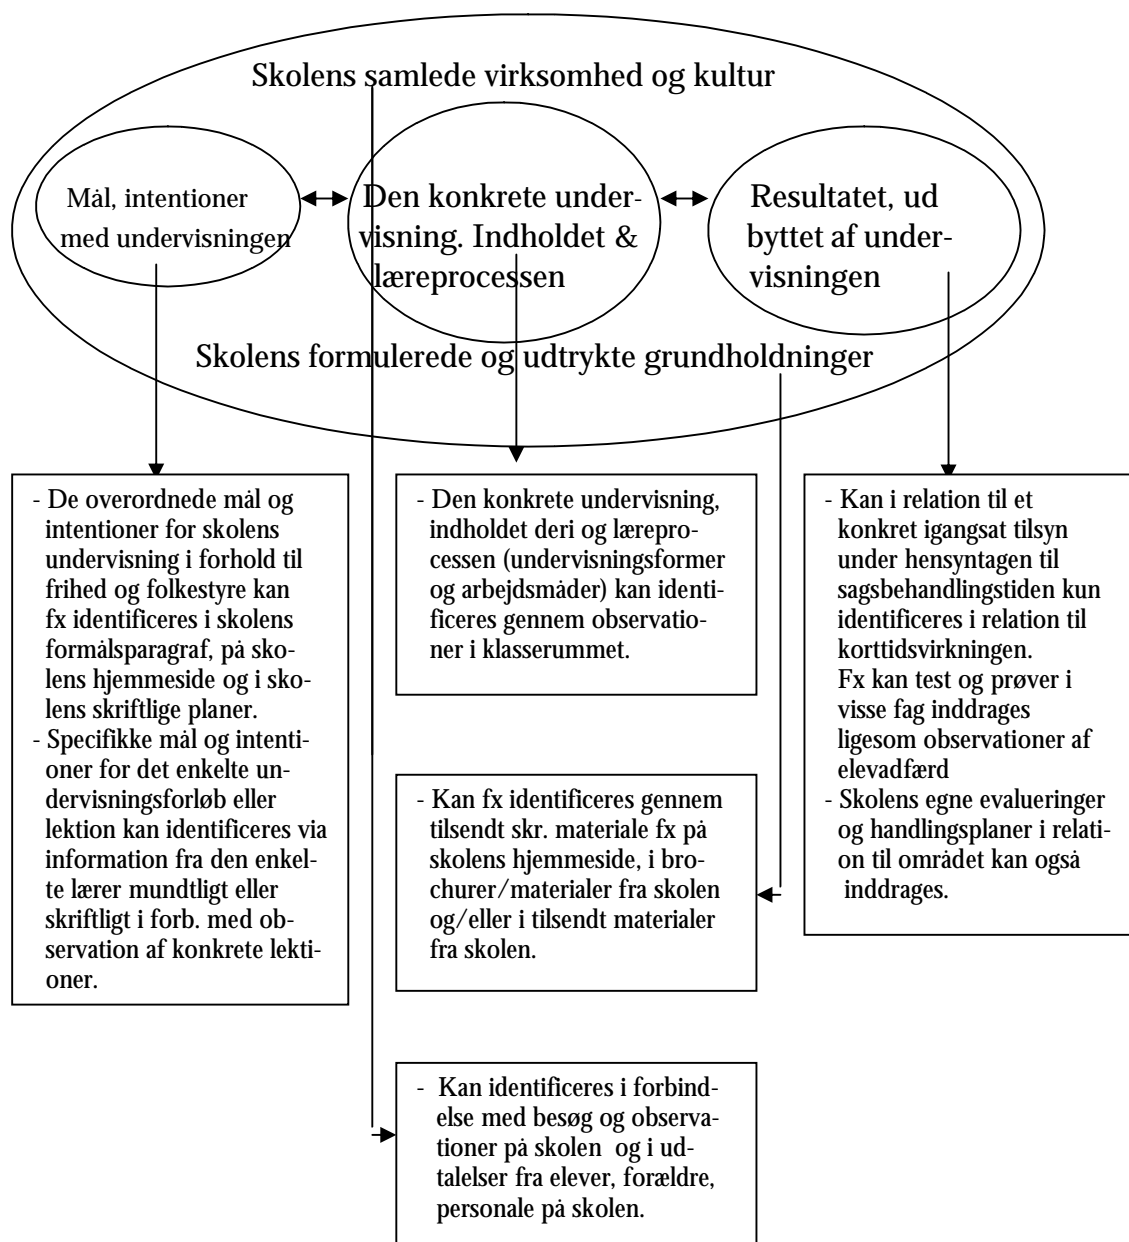 Skolens samlede virksomhed og kultur
Mål, intentioner
med undervisningen
Den konkrete under-
visning. Indholdet &
læreprocessen
Resultatet, ud
byttet af under-
visningen
Skolens formulerede og udtrykte grundholdninger
- De overordnede mål og
intentioner for skolens
undervisning i forhold til
frihed og folkestyre kan
fx identificeres i skolens
formålsparagraf, på sko-
lens hjemmeside og i sko-
lens skriftlige planer.
- Specifikke mål og intenti-
oner for det enkelte un-
dervisningsforløb eller
lektion kan identificeres via
information fra den enkel-
te lærer mundtligt eller
skriftligt i forb. med ob-
servation af konkrete lekti-
oner.
- Den konkrete undervisning,
indholdet deri og lærepro-
cessen (undervisningsformer
og arbejdsmåder) kan identi-
ficeres gennem observatio-
ner i klasserummet.
- Kan fx identificeres gennem
tilsendt skr. materiale fx på
skolens hjemmeside, i bro-
churer/materialer fra skolen
og/eller i tilsendt materialer
fra skolen.
- Kan identificeres i forbind-
else med besøg og observa-
tioner på skolen og i ud-
talelser fra elever, forældre,
personale på skolen.
- Kan i relation til et
konkret igangsat tilsyn
under hensyntagen til
sagsbehandlingstiden kun
identificeres i relation til
korttidsvirkningen.
Fx kan test og prøver i
visse fag inddrages
ligesom observationer af
elevadfærd
- Skolens egne evalueringer
og handlingsplaner i relati-
on til området kan også
inddrages.